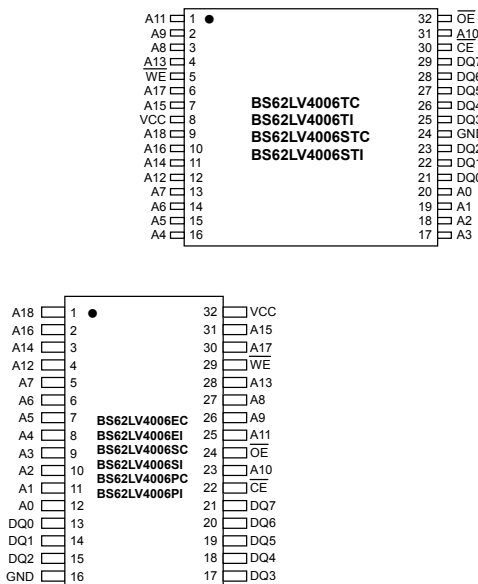 A11 1 32 OE
A9 2 31 A10
A8 3 30 CE
A13 4 29 DQ7
WE 5 28 DQ6
A17 6 27 DQ5
A15 7 26 DQ4
VCC 8 25 DQ3
A18 9 24 GND
A16 10 23 DQ2
A14 11 22 DQ1
A12 12 21 DQ0
A7 13 20 A0
A6 14 19 A1
A5 15 18 A2
A4 16 17 A3
BS62LV4006TC
BS62LV4006TI
BS62LV4006STC
BS62LV4006STI
A18 1 32 VCC
A16 2 31 A15
A14 3 30 A17
A12 4 29 WE
A7 5 28 A13
A6 6 27 A8
A5 7 26 A9
A4 8 25 A11
A3 9 24 OE
A2 10 23 A10
A1 11 22 CE
A0 12 21 DQ7
DQ0 13 20 DQ6
DQ1 14 19 DQ5
DQ2 15 18 DQ4
GND 16 17 DQ3
BS62LV4006EC
BS62LV4006EI
BS62LV4006SC
BS62LV4006SI
BS62LV4006PC
BS62LV4006PI